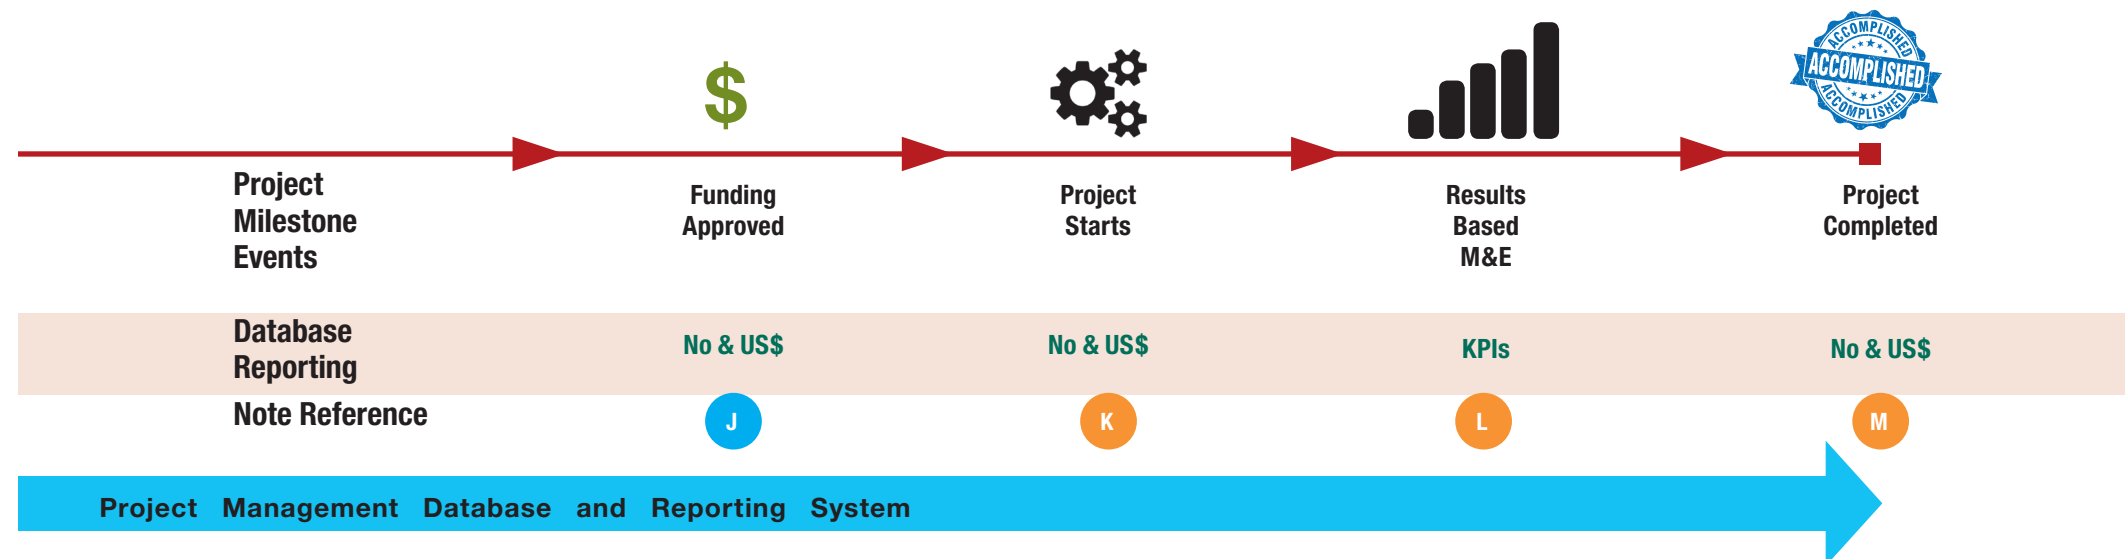 $
ACCOMPLISHED
ACCOMPLISHED
ACCOMPLISHED
Project
Milestone
Events
Funding
Approved
Project
Starts
Results
Based
M&E
Project
Completed
Database
Reporting
No & US$
No & US$
KPIs
No & US$
Note Reference
J
K
L
M
Project Management Database and Reporting System